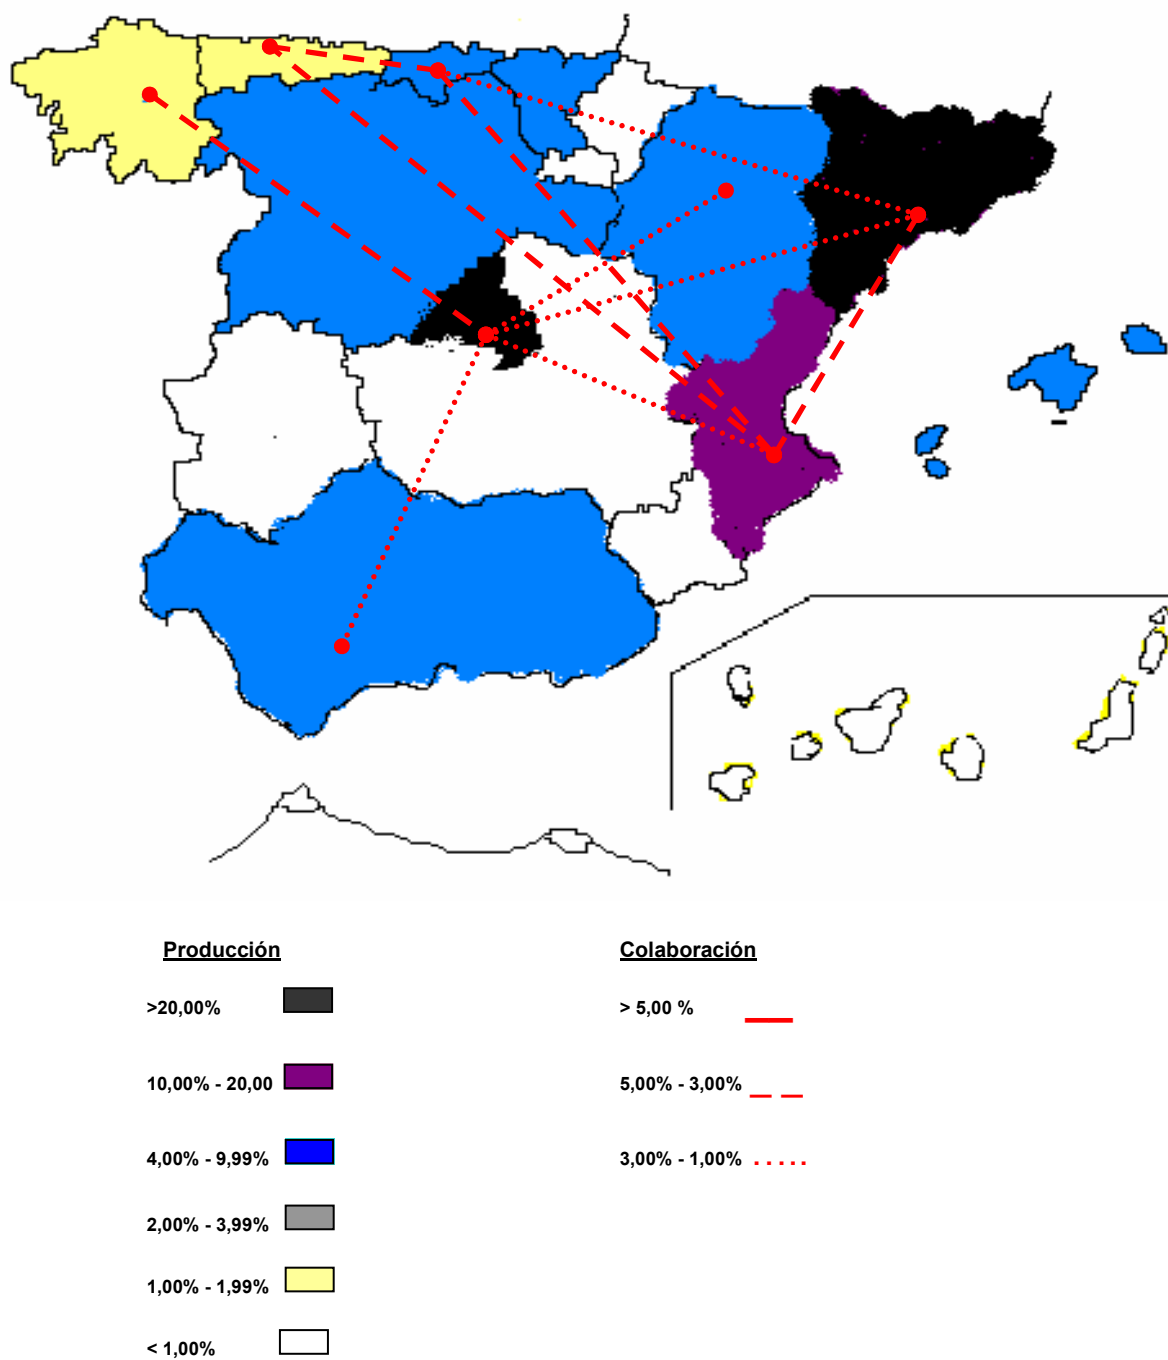 Producción
Colaboración
>20,00%
> 5,00 %
10,00% - 20,00
5,00% - 3,00%
4,00% - 9,99%
3,00% - 1,00%
2,00% - 3,99%
1,00% - 1,99%
< 1,00%